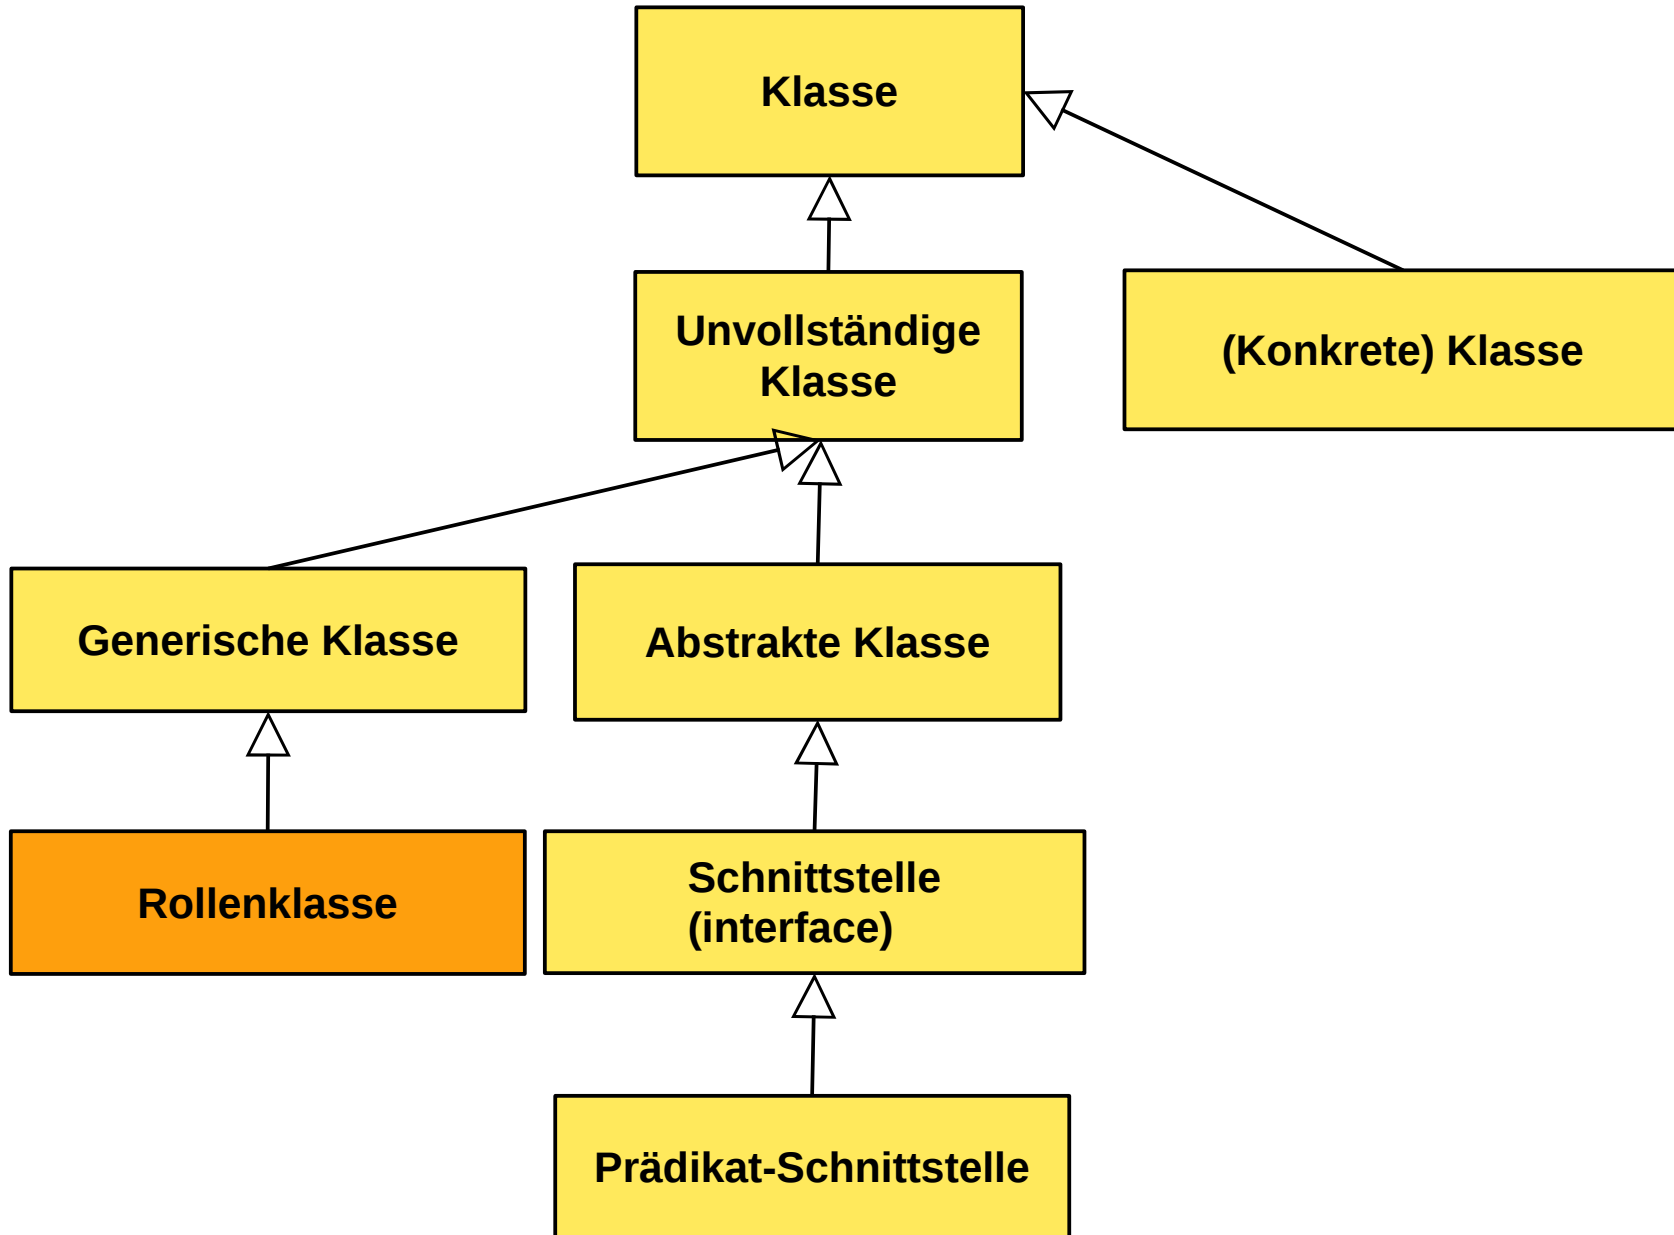 Klasse
Unvollständige
Klasse
(Konkrete) Klasse
Generische Klasse
Abstrakte Klasse
Rollenklasse
Schnittstelle
(interface)
Prädikat-Schnittstelle